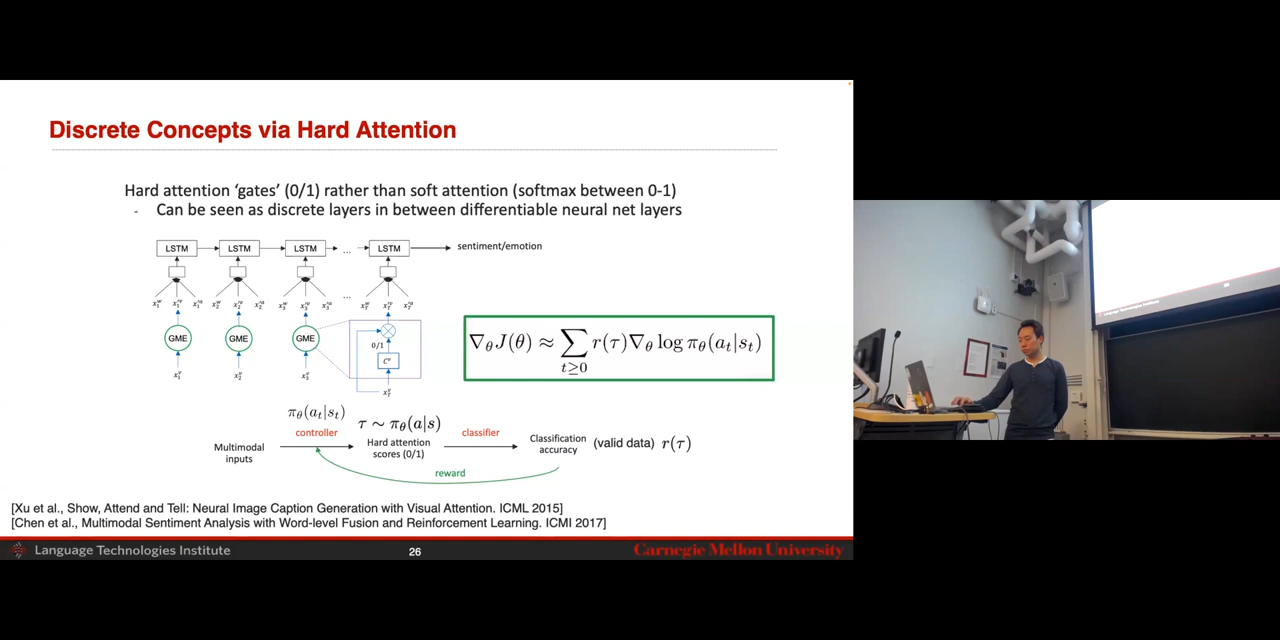 Discrete Concepts via Hard Attention
Hard attention 'gates' (0/1) rather than soft attention (softmax between 0-1)
- Can be seen as discrete layers in between differentiable neural net layers
LSTM LSTM LSTM ... LSTM sentiment/emotion
...
GME GME GME
0/1
∇θJ(θ) ≈ ∑t≥0 r(τ)∇θ log πθ(at|st)
πθ(at|st) τ ~ πθ(a|s)
controller classifier
Multimodal inputs
Hard attention scores (0/1)
Classification accuracy
(valid data) r(τ)
reward
[Xu et al., Show, Attend and Tell: Neural Image Caption Generation with Visual Attention. ICML 2015]
[Chen et al., Multimodal Sentiment Analysis with Word-level Fusion and Reinforcement Learning. ICMI 2017]
Language Technologies Institute 26 Carnegie Mellon University